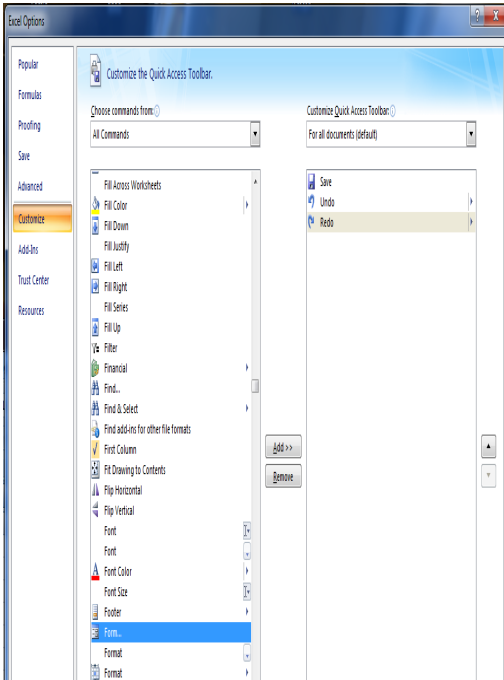 Excel Options
Popular
Formulas
Proofing
Save
Advanced
Customize
Add-Ins
Trust Center
Resources
Customize the Quick Access Toolbar.
Choose commands from:
All Commands
Fill Across Worksheets
Fill Color
Fill Down
Fill Justify
Fill Left
Fill Right
Fill Series
Fill Up
Filter
Financial
Find...
Find & Select
Find add-ins for other file formats
First Column
Fit Drawing to Contents
Flip Horizontal
Flip Vertical
Font
Font
Font Color
Font Size
Footer
Form...
Format
Format
Add >>
Remove
Customize Quick Access Toolbar:
For all documents (default)
Save
Undo
Redo